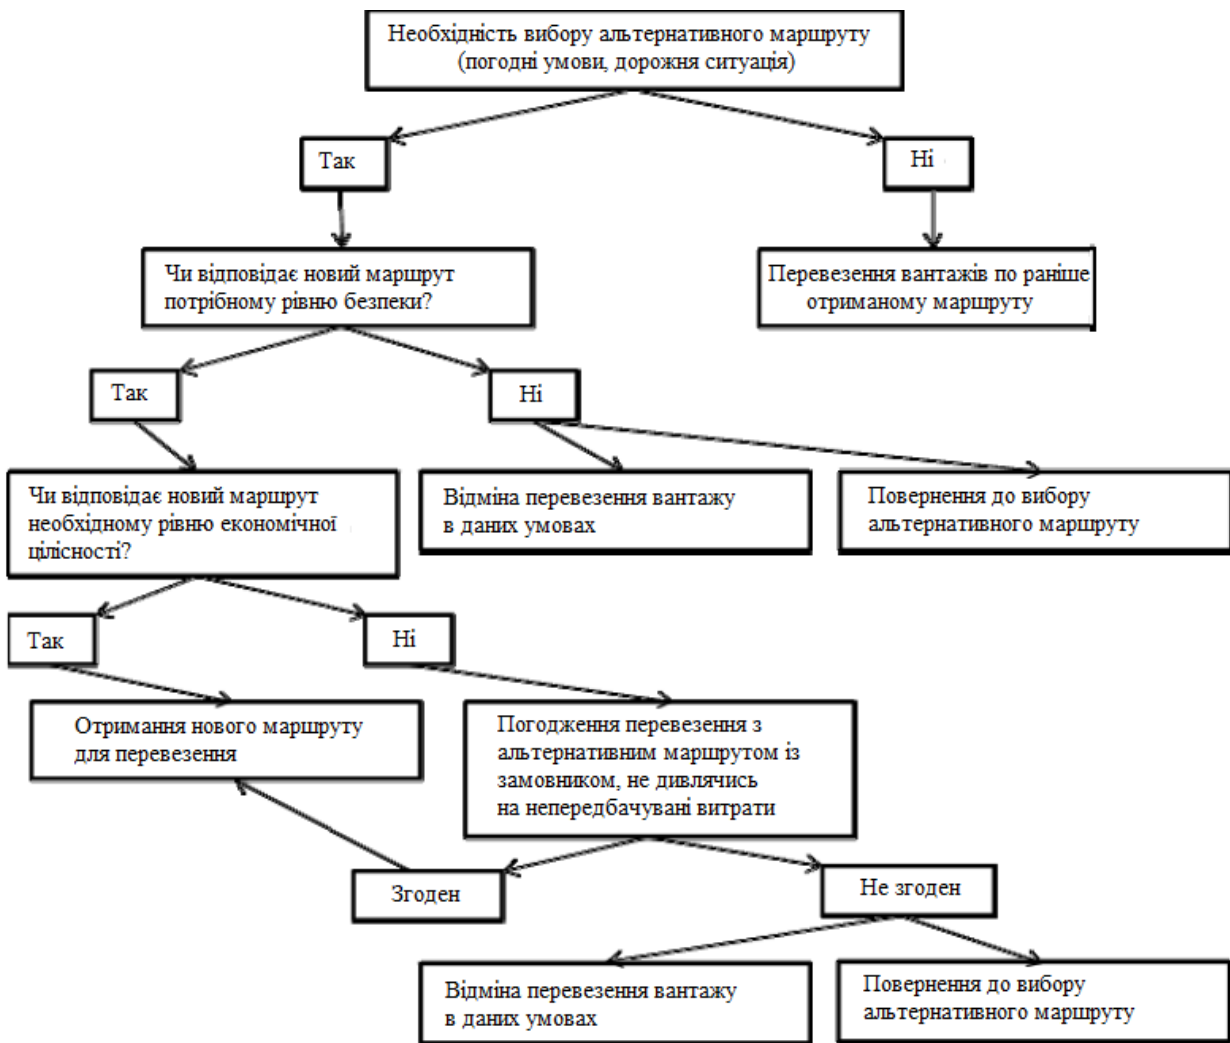 Необхідність вибору альтернативного маршруту
(погодні умови, дорожня ситуація)
Так
Ні
Чи відповідає новий маршрут
потрібному рівню безпеки?
Перевезення вантажів по раніше
отриманому маршруту
Так
Ні
Чи відповідає новий маршрут
необхідному рівню економічної
цілісності?
Відміна перевезення вантажу
в даних умовах
Повернення до вибору
альтернативного маршруту
Так
Ні
Отримання нового маршруту
для перевезення
Погодження перевезення з
альтернативним маршрутом із
замовником, не дивлячись
на непередбачувані витрати
Згоден
Не згоден
Відміна перевезення вантажу
в даних умовах
Повернення до вибору
альтернативного маршруту